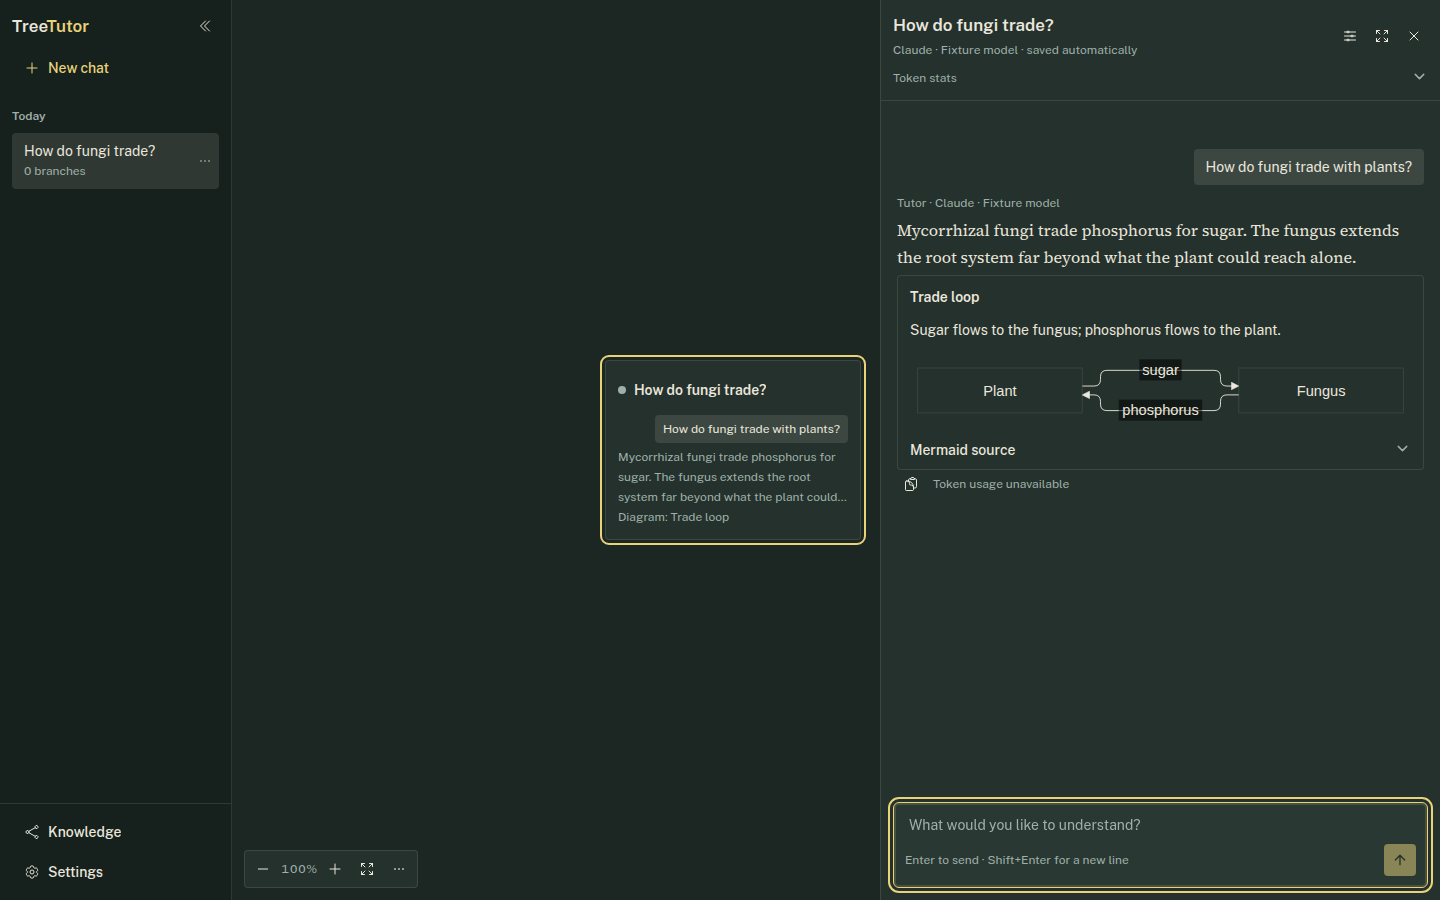 TreeTutor
New chat
Today
How do fungi trade?
0 branches
Knowledge
Settings
How do fungi trade?
How do fungi trade with plants?
Mycorrhizal fungi trade phosphorus for
sugar. The fungus extends the root
system far beyond what the plant could...
Diagram: Trade loop
100%
How do fungi trade?
Claude · Fixture model · saved automatically
Token stats
How do fungi trade with plants?
Tutor · Claude · Fixture model
Mycorrhizal fungi trade phosphorus for sugar. The fungus extends
the root system far beyond what the plant could reach alone.
Trade loop
Sugar flows to the fungus; phosphorus flows to the plant.
sugar
Plant
Fungus
phosphorus
Mermaid source
Token usage unavailable
What would you like to understand?
Enter to send · Shift+Enter for a new line